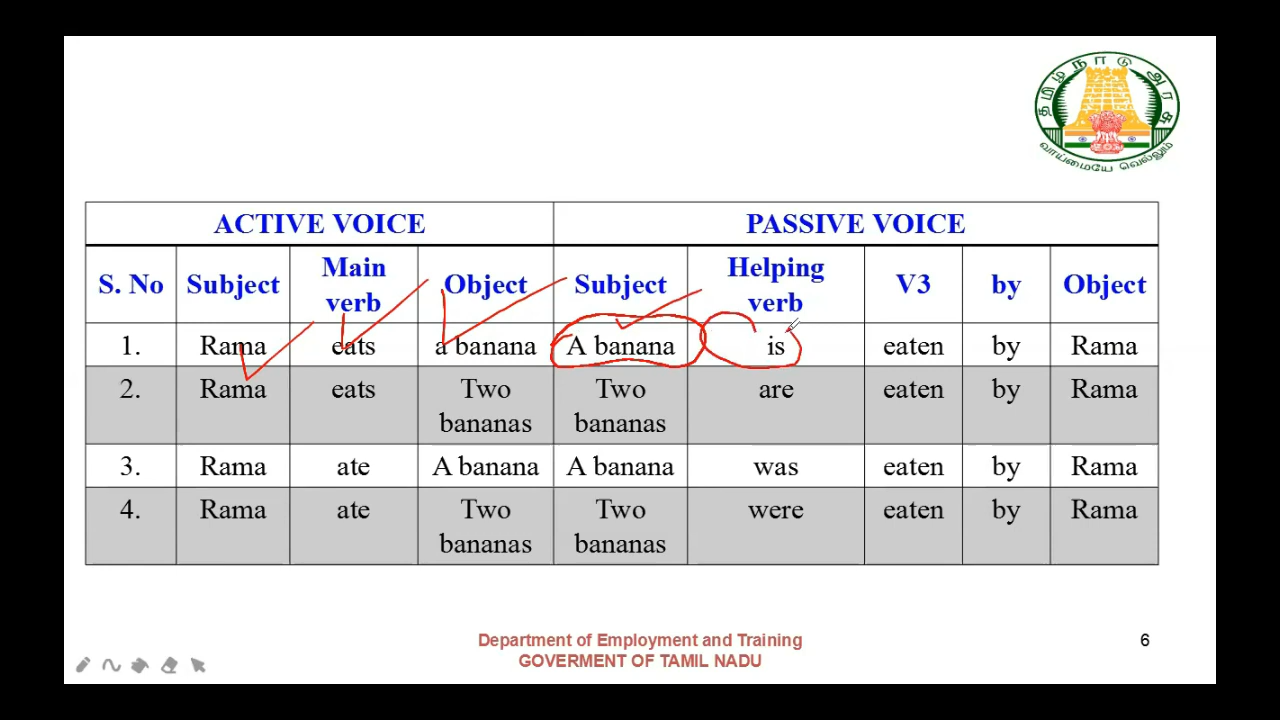 தமிழ்நாடு அரசு
வாய்மையே வெல்லும்
ACTIVE VOICE PASSIVE VOICE
S. No Subject Main verb Object Subject Helping verb V3 by Object
1. Rama eats a banana A banana is eaten by Rama
2. Rama eats Two bananas Two bananas are eaten by Rama
3. Rama ate A banana A banana was eaten by Rama
4. Rama ate Two bananas Two bananas were eaten by Rama
Department of Employment and Training
GOVERMENT OF TAMIL NADU
6